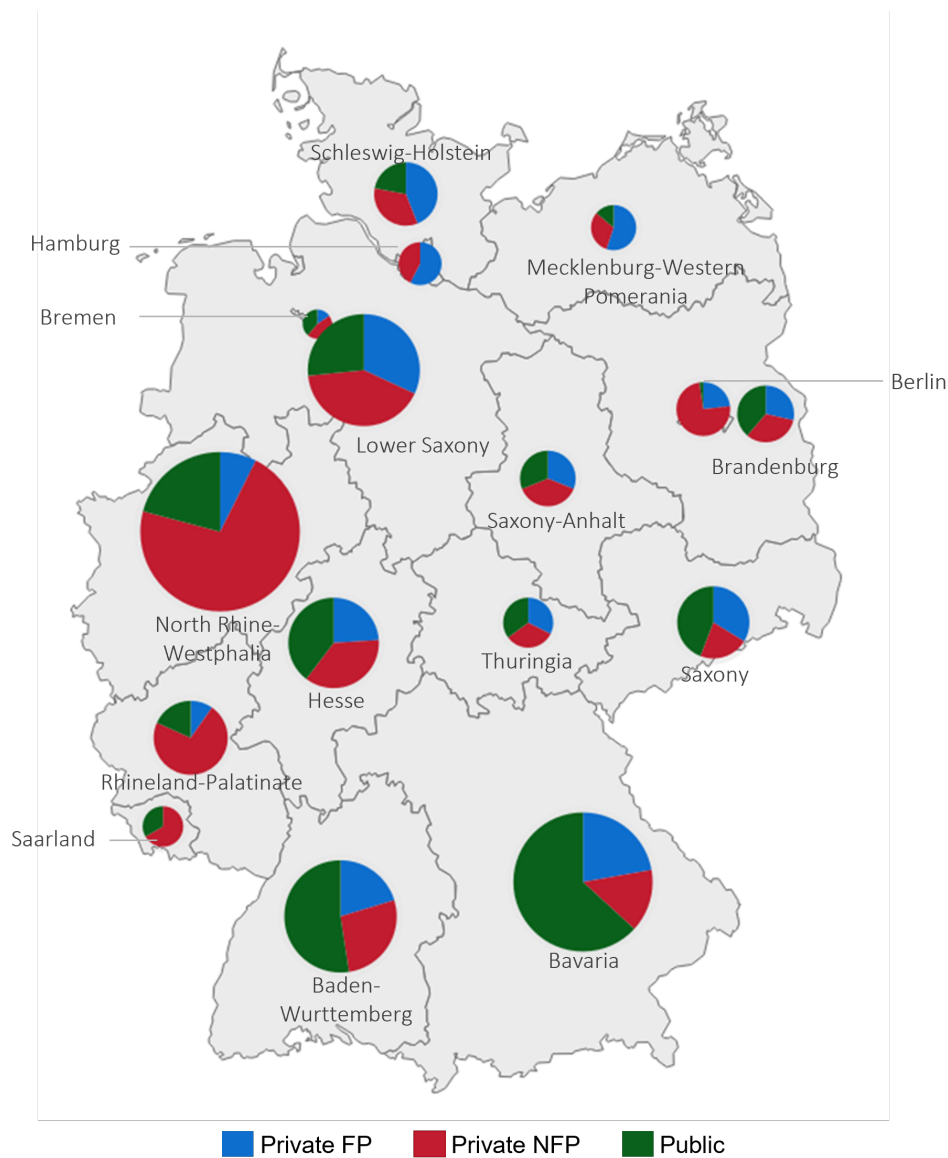 Schleswig-Holstein
Hamburg
Mecklenburg-Western
Pomerania
Bremen
Berlin
Lower Saxony
Brandenburg
Saxony-Anhalt
North Rhine-
Westphalia
Thuringia
Saxony
Hesse
Rhineland-Palatinate
Saarland
Bavaria
Baden-
Wurttemberg
Private FP Private NFP Public